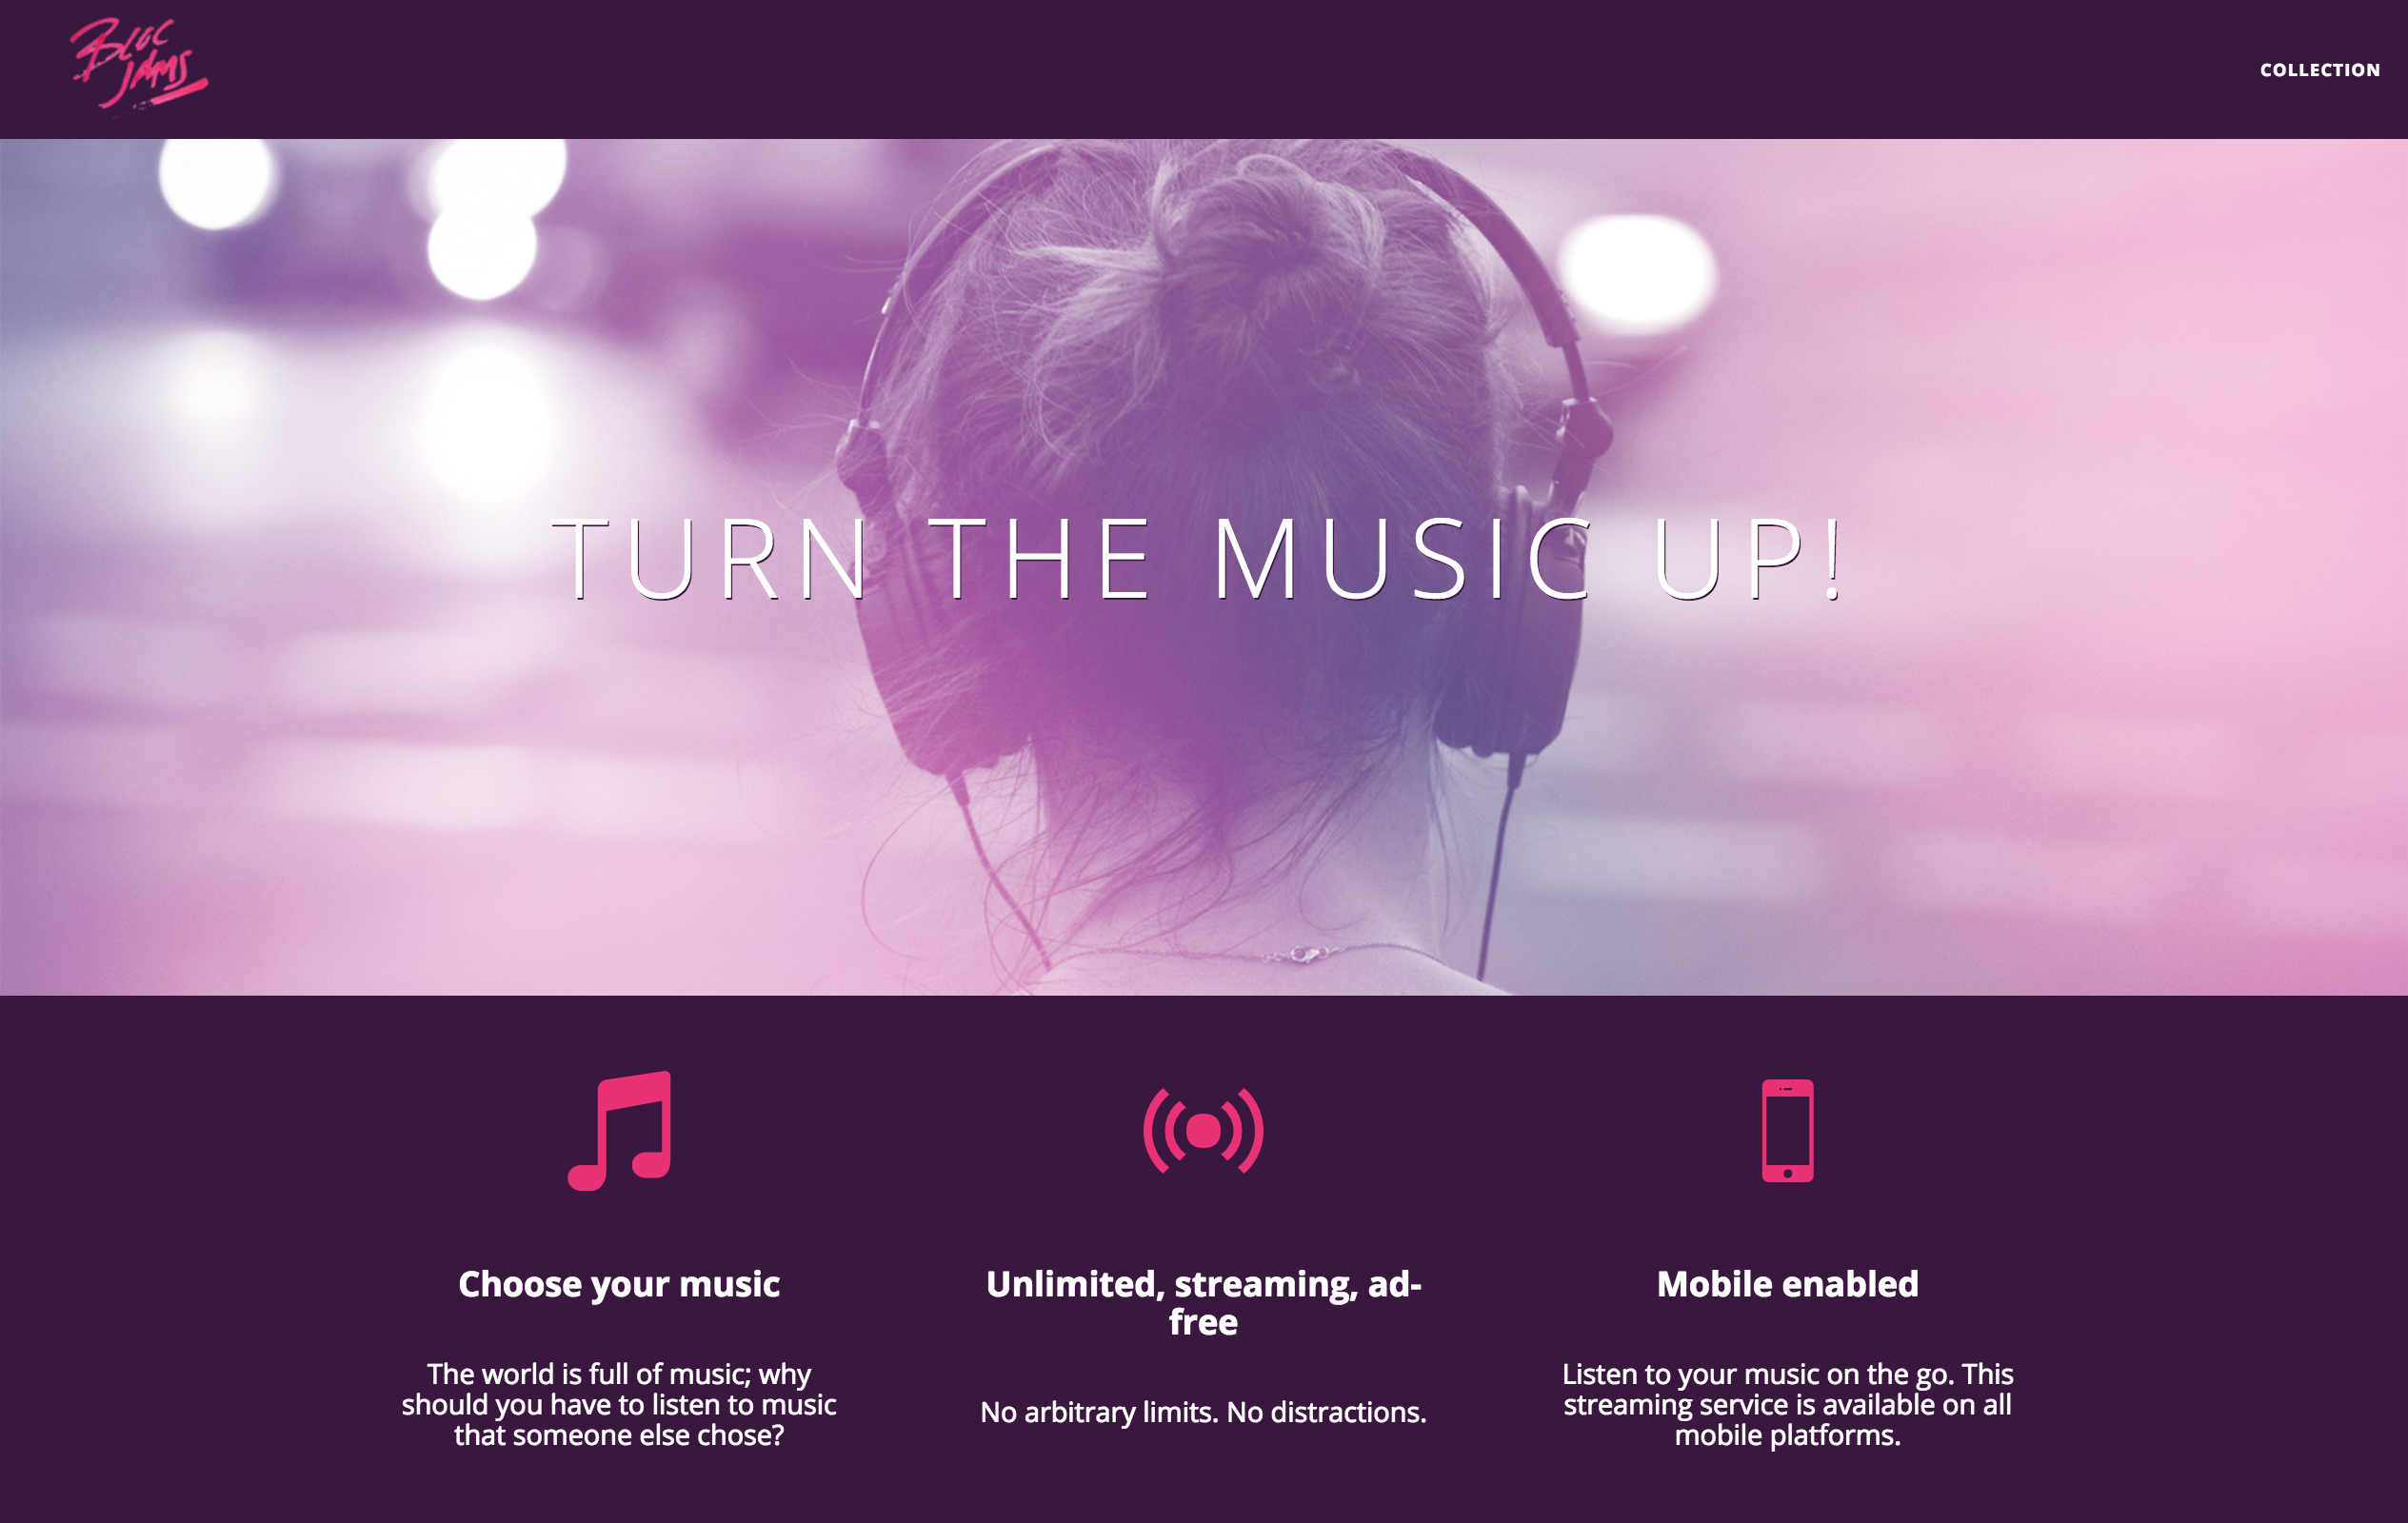 Bloc
Jams
COLLECTION
TURN THE MUSIC UP!
Choose your music
The world is full of music; why
should you have to listen to music
that someone else chose?
Unlimited, streaming, ad-
free
No arbitrary limits. No distractions.
Mobile enabled
Listen to your music on the go. This
streaming service is available on all
mobile platforms.